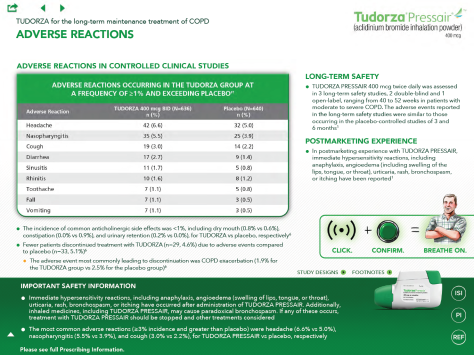 TUDORZA for the long-term maintenance treatment of COPD
ADVERSE REACTIONS
Tudorza Pressair
(aclidinium bromide inhalation powder)
400 mcg
ADVERSE REACTIONS IN CONTROLLED CLINICAL STUDIES
ADVERSE REACTIONS OCCURRING IN THE TUDORZA GROUP AT
A FREQUENCY OF ≥1% AND EXCEEDING PLACEBO
Adverse Reaction TUDORZA 400 mcg BID (N=636) n (%) Placebo (N=640) n (%)
Headache 42 (6.6) 32 (5.0)
Nasopharyngitis 35 (5.5) 25 (3.9)
Cough 19 (3.0) 14 (2.2)
Diarrhea 17 (2.7) 9 (1.4)
Sinusitis 11 (1.7) 5 (0.8)
Rhinitis 10 (1.6) 8 (1.2)
Toothache 7 (1.1) 5 (0.8)
Fall 7 (1.1) 3 (0.5)
Vomiting 7 (1.1) 3 (0.5)
The incidence of common anticholinergic side effects was <1%, including dry mouth (0.8% vs 0.6%),
constipation (0.0% vs 0.9%), and urinary retention (0.2% vs 0.0%), for TUDORZA vs placebo, respectively
Fewer patients discontinued treatment with TUDORZA (n=29, 4.6%) due to adverse events compared
to placebo (n=33, 5.1%)
The adverse event most commonly leading to discontinuation was COPD exacerbation (1.9% for
the TUDORZA group vs 2.5% for the placebo group)
LONG-TERM SAFETY
TUDORZA PRESSAIR 400 mcg twice daily was assessed
in 3 long-term safety studies, 2 double-blind and 1
open-label, ranging from 40 to 52 weeks in patients with
moderate to severe COPD. The adverse events reported
in the long-term safety studies were similar to those
occurring in the placebo-controlled studies of 3 and
6 months
POSTMARKETING EXPERIENCE
In postmarketing experience with TUDORZA PRESSAIR,
immediate hypersensitivity reactions, including
anaphylaxis, angioedema (including swelling of the
lips, tongue, or throat), urticaria, rash, bronchospasm,
or itching have been reported
CLICK. CONFIRM. BREATHE ON.
STUDY DESIGNS FOOTNOTES
IMPORTANT SAFETY INFORMATION
Immediate hypersensitivity reactions, including anaphylaxis, angioedema (swelling of lips, tongue, or throat),
urticaria, rash, bronchospasm, or itching have occurred after administration of TUDORZA PRESSAIR. Additionally,
inhaled medicines, including TUDORZA PRESSAIR, may cause paradoxical bronchospasm. If any of these occurs,
treatment with TUDORZA PRESSAIR should be stopped and other treatments considered
The most common adverse reactions (≥3% incidence and greater than placebo) were headache (6.6% vs 5.0%),
nasopharyngitis (5.5% vs 3.9%), and cough (3.0% vs 2.2%), for TUDORZA PRESSAIR vs placebo, respectively
Please see full Prescribing Information.
ISI
PI
REF